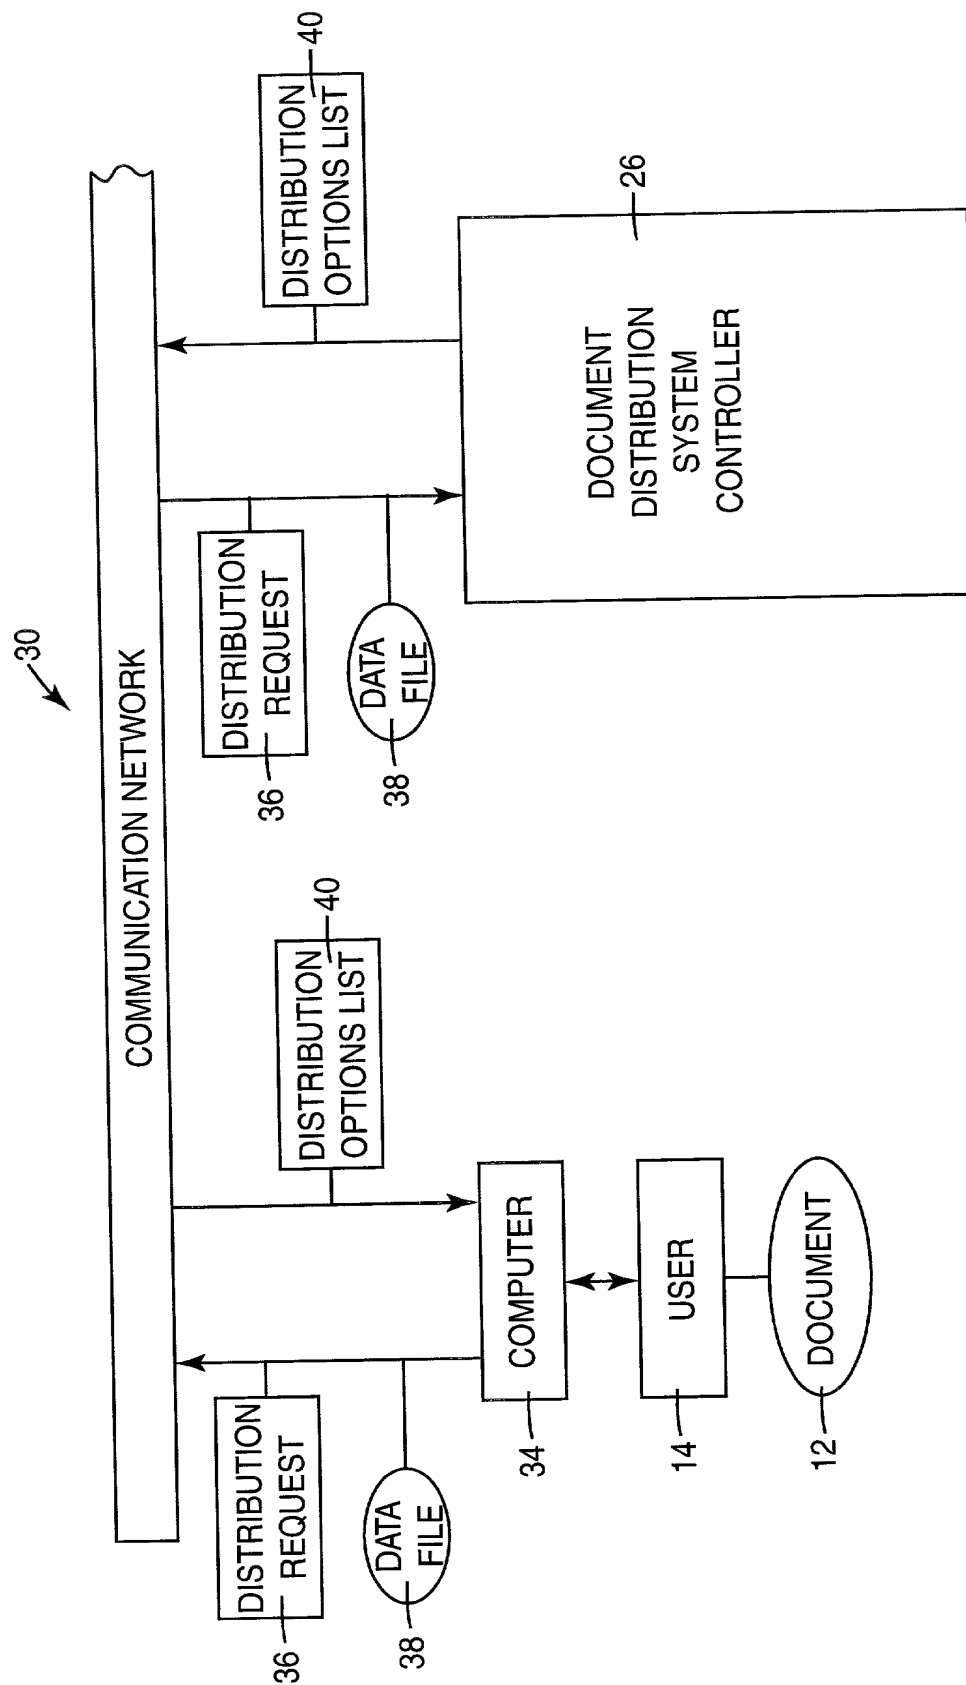 30
COMMUNICATION NETWORK
DISTRIBUTION
REQUEST
36
DATA
FILE
38
DISTRIBUTION
OPTIONS LIST
40
DISTRIBUTION
REQUEST
36
DATA
FILE
38
DISTRIBUTION
OPTIONS LIST
40
COMPUTER
34
USER
14
DOCUMENT
12
DOCUMENT
DISTRIBUTION
SYSTEM
CONTROLLER
26